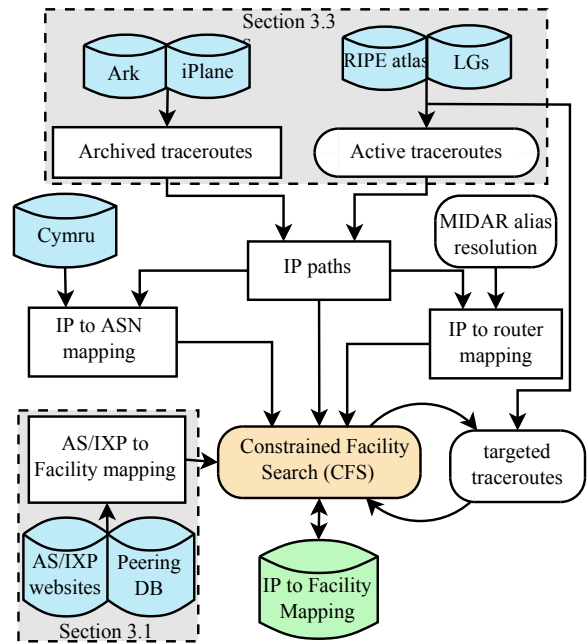 Section 3.3
s
Ark
iPlane
RIPE atlas
LGs
Archived traceroutes
Active traceroutes
Cymru
MIDAR alias
resolution
IP paths
IP to ASN
mapping
IP to router
mapping
AS/IXP to
Facility mapping
Constrained Facility
Search (CFS)
targeted
traceroutes
AS/IXP
websites
Peering
DB
IP to Facility
Mapping
Section 3.1